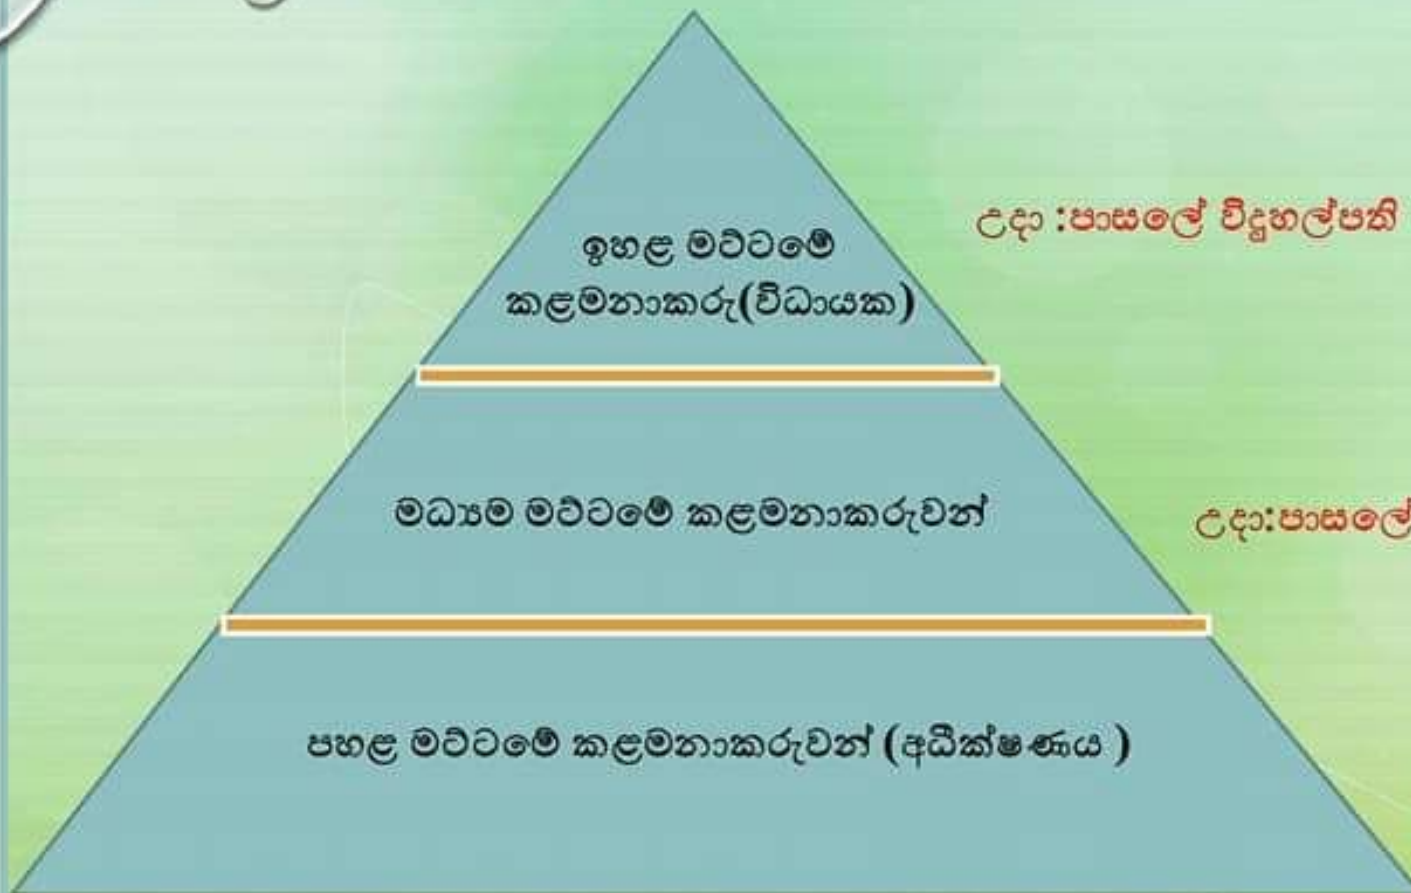 උදා :පාසලේ විදුහල්පති
ඉහළ මට්ටමේ
කළමනාකරු(විධායක)
මධ්‍යම මට්ටමේ කළමනාකරුවන්
උදා:පාසලේ
පහළ මට්ටමේ කළමනාකරුවන් (අධීක්ෂණය )